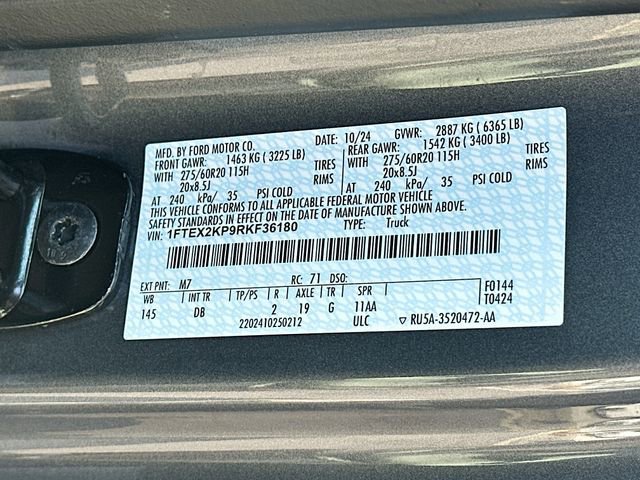 MFD. BY FORD MOTOR CO. DATE: 10/24 GVWR: 2887 KG ( 6365 LB)
FRONT GAWR: 1463 KG ( 3225 LB) REAR GAWR: 1542 KG ( 3400 LB)
WITH 275/60R20 115H TIRES WITH 275/60R20 115H TIRES
20x8.5J RIMS 20x8.5J RIMS
AT 240 kPa/ 35 PSI COLD AT 240 kPa/ 35 PSI COLD
THIS VEHICLE CONFORMS TO ALL APPLICABLE FEDERAL MOTOR VEHICLE
SAFETY STANDARDS IN EFFECT ON THE DATE OF MANUFACTURE SHOWN ABOVE.
VIN: 1FTEX2KP9RKF36180 TYPE: Truck
EXT PNT: M7 RC: 71 DSO:
WB INT TR TP/PS R AXLE TR SPR F0144
145 DB 2 19 G 11AA T0424
2202410250212 ULC ▽ RU5A-3520472-AA